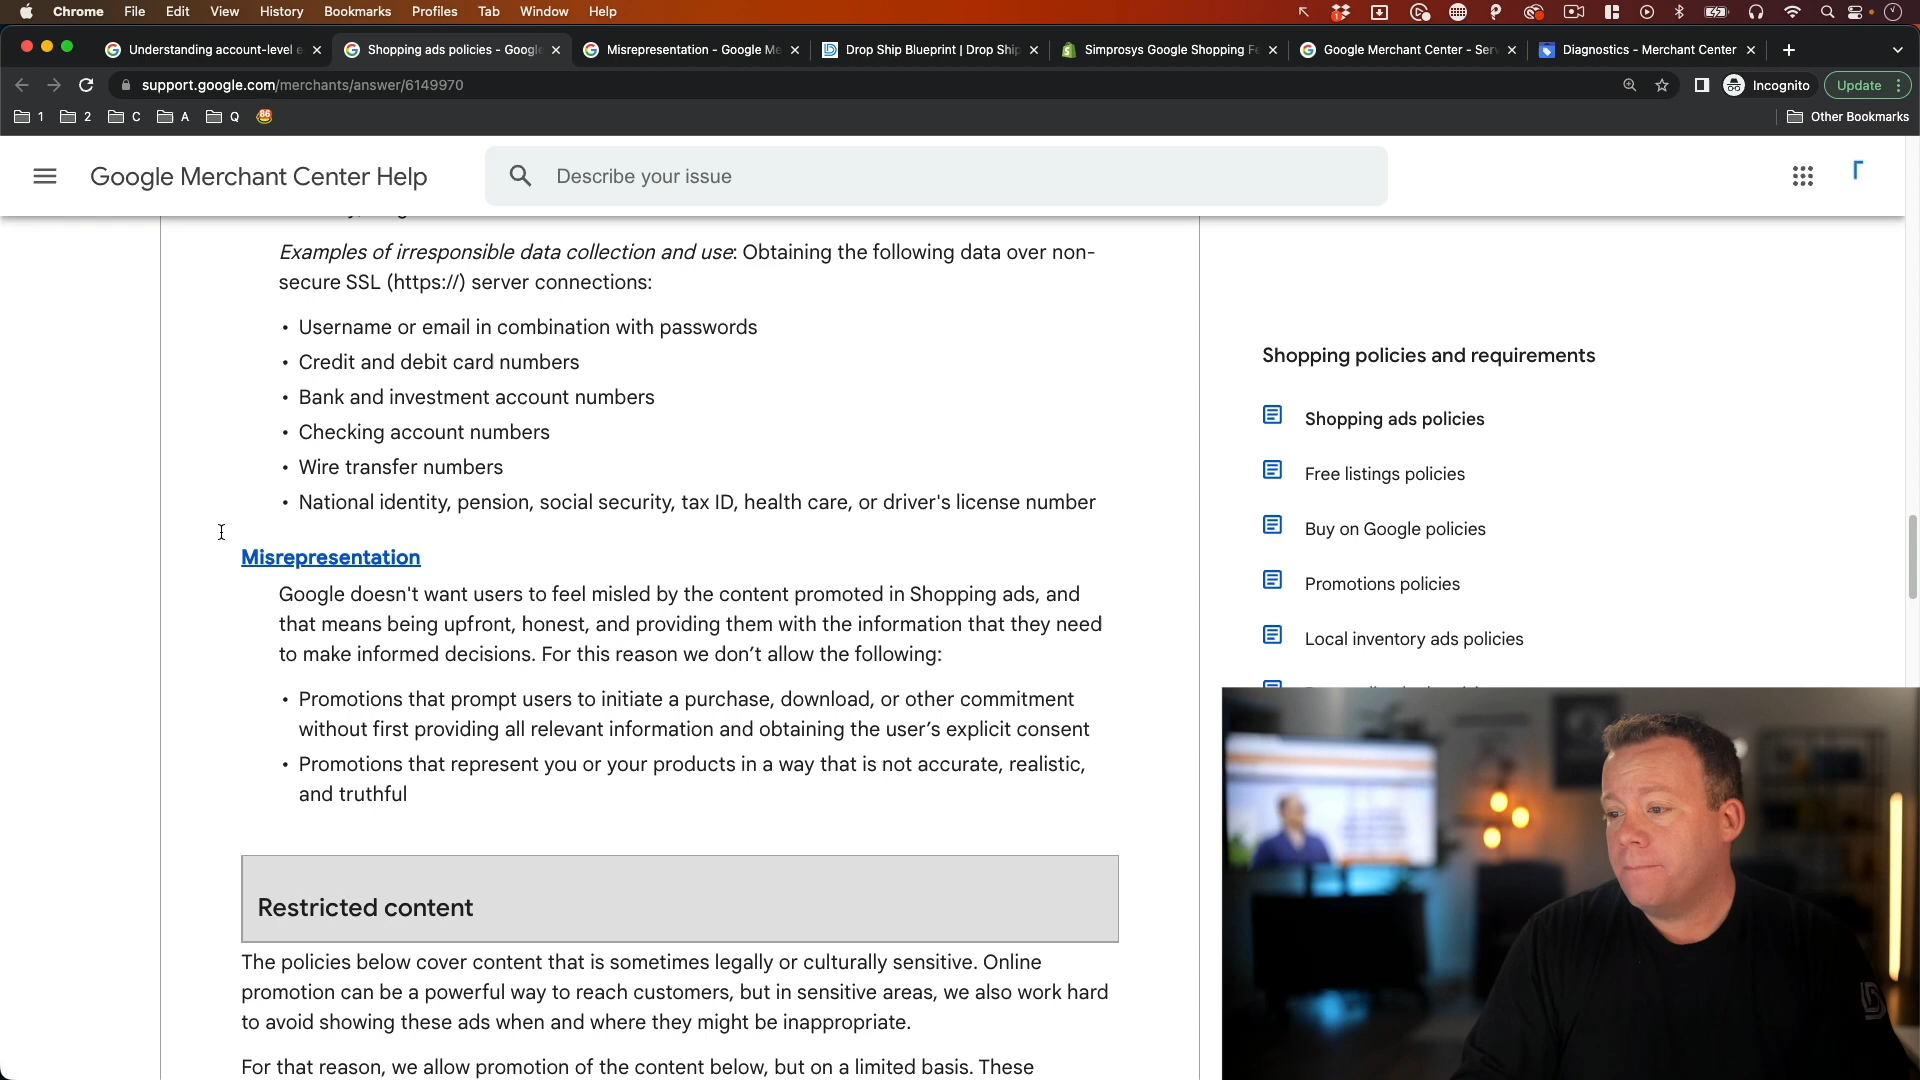 Chrome File Edit View History Bookmarks Profiles Tab Window Help
Understanding account-level e
Shopping ads policies - Google
Misrepresentation - Google Me
Drop Ship Blueprint | Drop Ship
Simprosys Google Shopping Fe
Google Merchant Center - Serv
Diagnostics - Merchant Center
support.google.com/merchants/answer/6149970
Incognito
Update
1 2 C A Q 86
Other Bookmarks
Google Merchant Center Help
Describe your issue
Examples of irresponsible data collection and use: Obtaining the following data over non-
secure SSL (https://) server connections:
• Username or email in combination with passwords
• Credit and debit card numbers
• Bank and investment account numbers
• Checking account numbers
• Wire transfer numbers
• National identity, pension, social security, tax ID, health care, or driver's license number
Misrepresentation
Google doesn't want users to feel misled by the content promoted in Shopping ads, and
that means being upfront, honest, and providing them with the information that they need
to make informed decisions. For this reason we don’t allow the following:
• Promotions that prompt users to initiate a purchase, download, or other commitment
without first providing all relevant information and obtaining the user’s explicit consent
• Promotions that represent you or your products in a way that is not accurate, realistic,
and truthful
Restricted content
The policies below cover content that is sometimes legally or culturally sensitive. Online
promotion can be a powerful way to reach customers, but in sensitive areas, we also work hard
to avoid showing these ads when and where they might be inappropriate.
For that reason, we allow promotion of the content below, but on a limited basis. These
Shopping policies and requirements
Shopping ads policies
Free listings policies
Buy on Google policies
Promotions policies
Local inventory ads policies